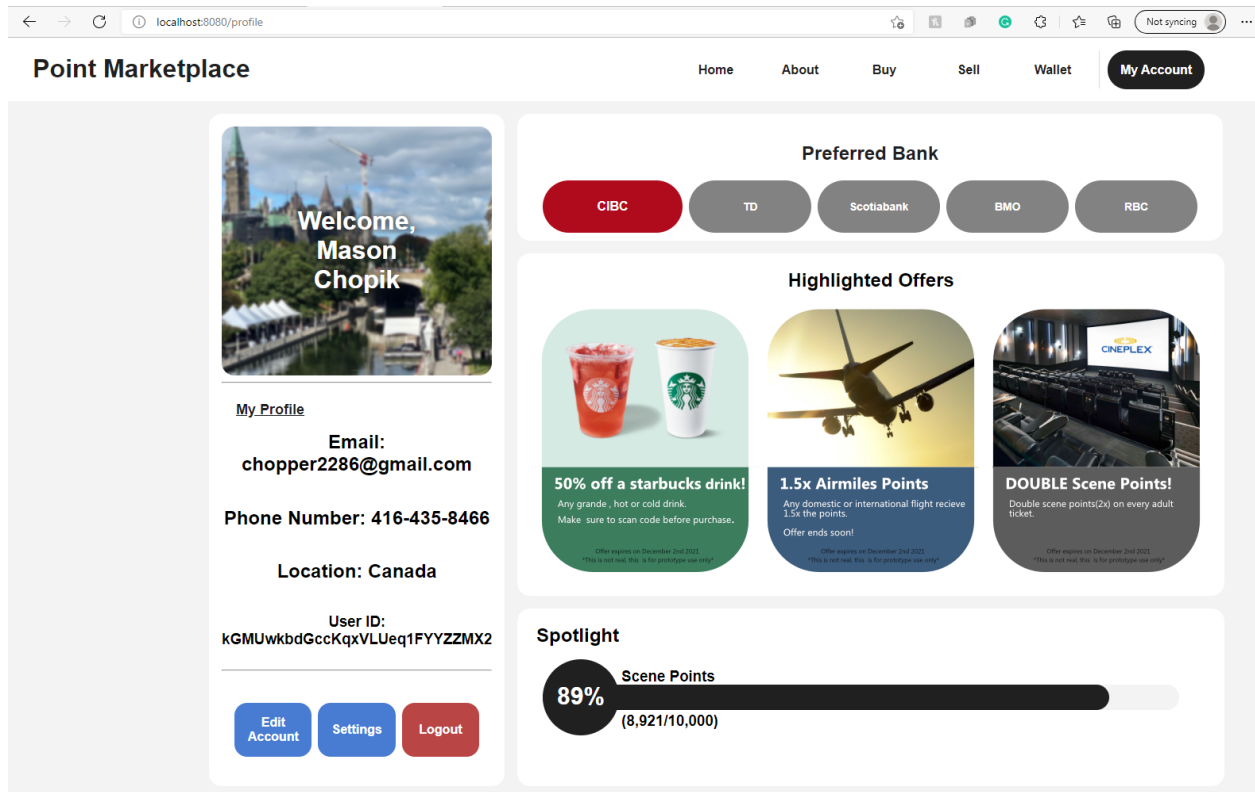 localhost:8080/profile
Not syncing
Point Marketplace
Home
About
Buy
Sell
Wallet
My Account
Welcome,
Mason
Chopik
My Profile
Email:
chopper2286@gmail.com
Phone Number: 416-435-8466
Location: Canada
User ID:
kGMUwkbdGccKqxVLUeq1FYYZZMX2
Edit
Account
Settings
Logout
Preferred Bank
CIBC
TD
Scotiabank
BMO
RBC
Highlighted Offers
50% off a starbucks drink!
Any grande , hot or cold drink.
Make sure to scan code before purchase.
Offer expires on December 2nd 2021
*This is not real, this is for prototype use only*
1.5x Airmiles Points
Any domestic or international flight recieve
1.5x the points.
Offer ends soon!
Offer expires on December 2nd 2021
*This is not real, this is for prototype use only*
CINEPLEX
DOUBLE Scene Points!
Double scene points(2x) on every adult
ticket.
Offer expires on December 2nd 2021
*This is not real, this is for prototype use only*
Spotlight
89%
Scene Points
(8,921/10,000)